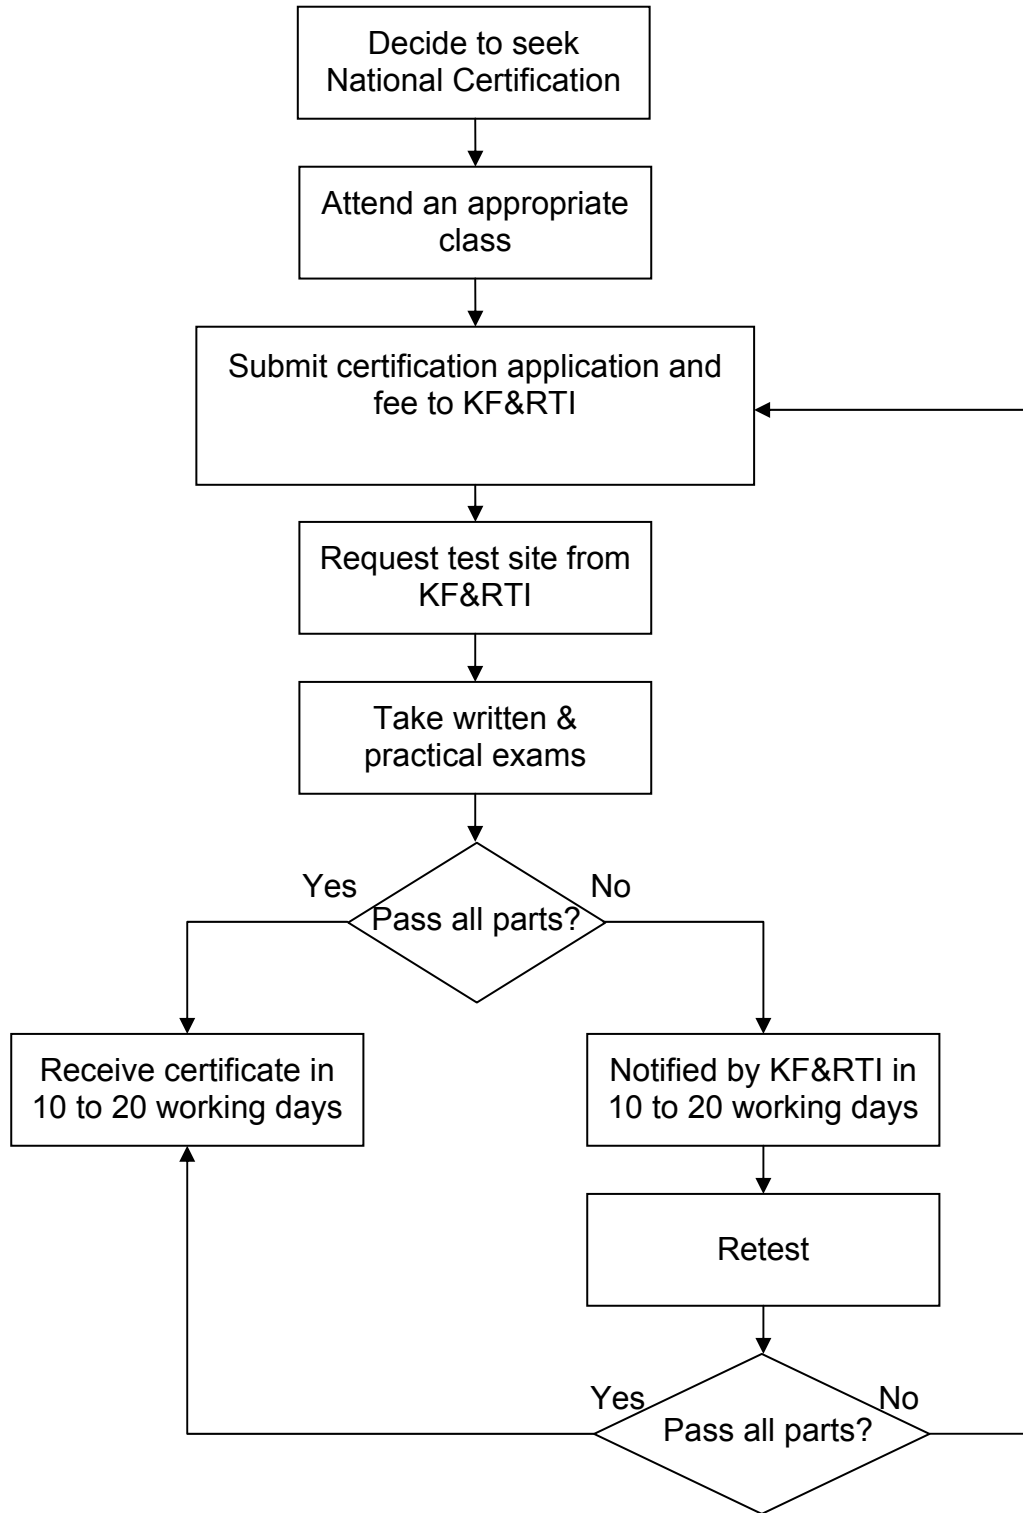 Decide to seek
National Certification
Attend an appropriate
class
Submit certification application and
fee to KF&RTI
Request test site from
KF&RTI
Take written &
practical exams
Yes
No
Pass all parts?
Receive certificate in
10 to 20 working days
Notified by KF&RTI in
10 to 20 working days
Retest
Yes
No
Pass all parts?